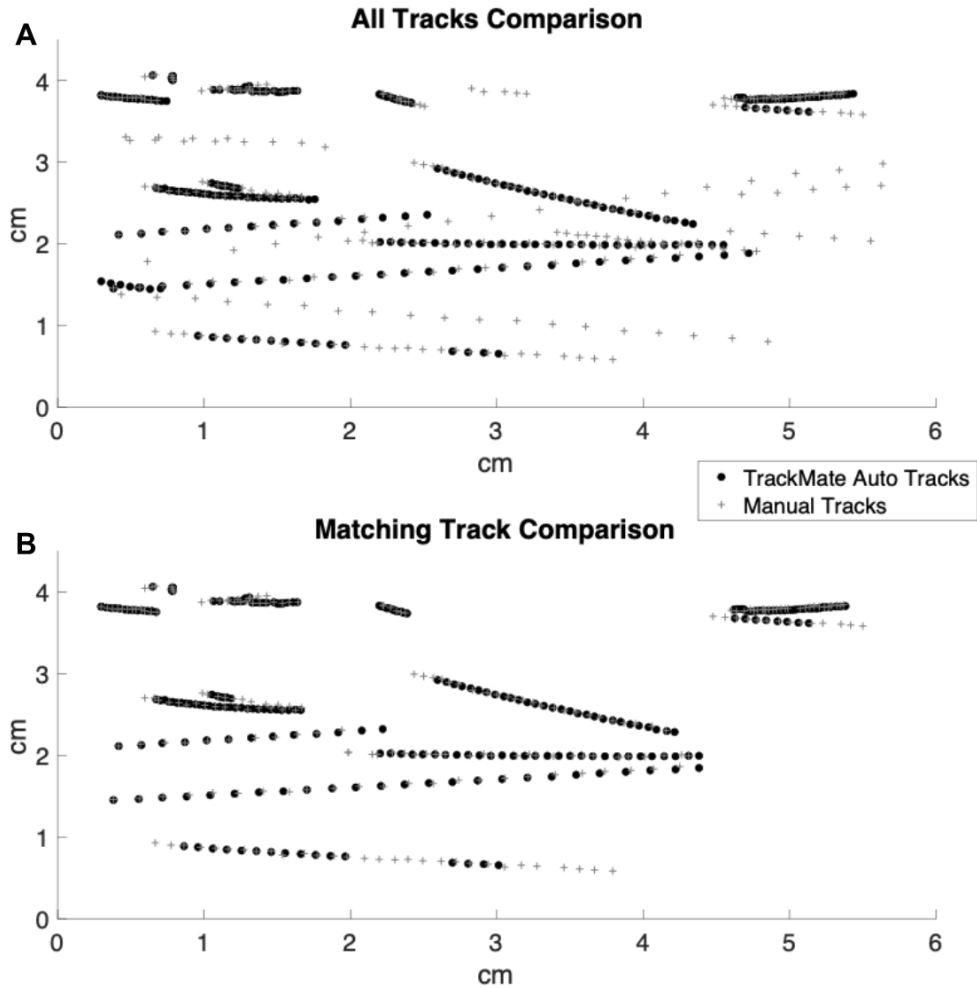 A
All Tracks Comparison
4
3
2
1
0
cm
0 1 2 3 4 5 6
cm
TrackMate Auto Tracks
Manual Tracks
B
Matching Track Comparison
4
3
2
1
0
cm
0 1 2 3 4 5 6
cm